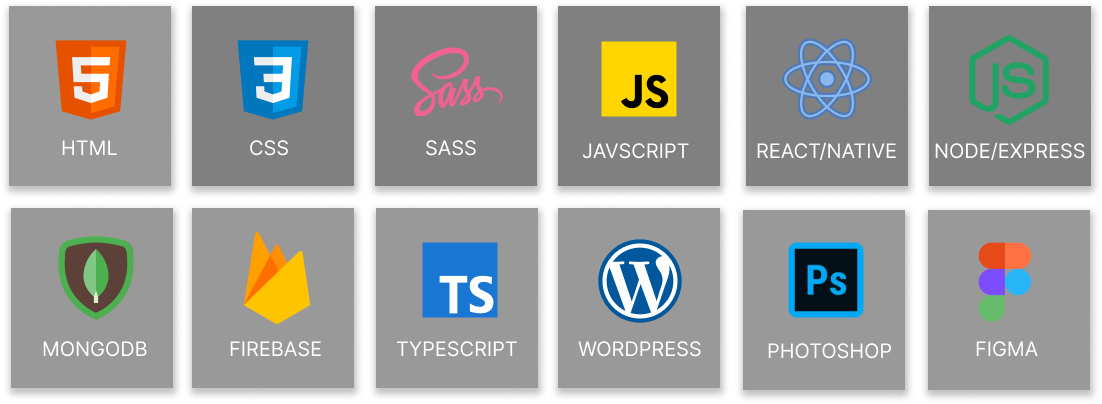 5
3
Sass
JS
JS
HTML
CSS
SASS
JAVSCRIPT
REACT/NATIVE
NODE/EXPRESS
TS
W
Ps
MONGODB
FIREBASE
TYPESCRIPT
WORDPRESS
PHOTOSHOP
FIGMA